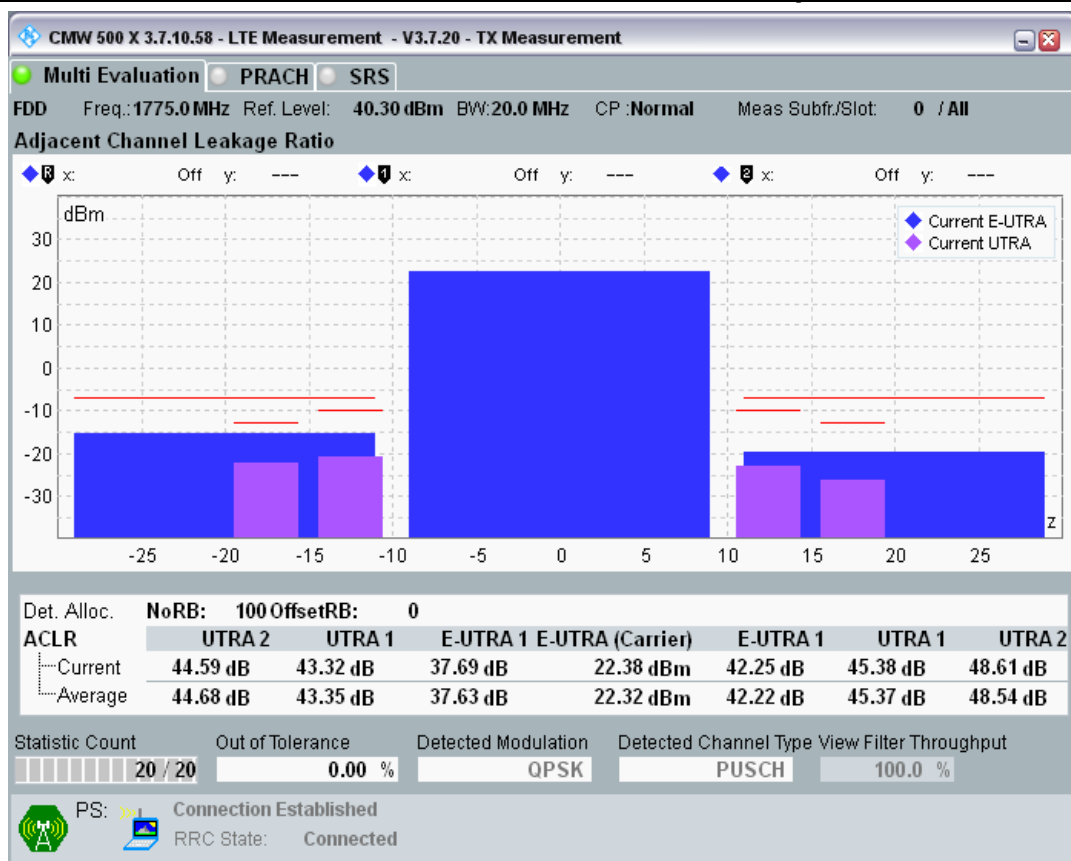 CMW 500 X 3.7.10.58 - LTE Measurement - V3.7.20 - TX Measurement
Multi Evaluation PRACH SRS
FDD Freq.: 1775.0 MHz Ref. Level: 40.30 dBm BW: 20.0 MHz CP : Normal Meas Subfr./Slot: 0 / All
Adjacent Channel Leakage Ratio
R x: Off y: --- 1 x: Off y: --- 2 x: Off y: ---
dBm
Current E-UTRA
Current UTRA
30
20
10
0
-10
-20
-30
z
-25 -20 -15 -10 -5 0 5 10 15 20 25
Det. Alloc. NoRB: 100 OffsetRB: 0
ACLR UTRA 2 UTRA 1 E-UTRA 1 E-UTRA (Carrier) E-UTRA 1 UTRA 1 UTRA 2
Current 44.59 dB 43.32 dB 37.69 dB 22.38 dBm 42.25 dB 45.38 dB 48.61 dB
Average 44.68 dB 43.35 dB 37.63 dB 22.32 dBm 42.22 dB 45.37 dB 48.54 dB
Statistic Count Out of Tolerance Detected Modulation Detected Channel Type View Filter Throughput
20 / 20 0.00 % QPSK PUSCH 100.0 %
PS: Connection Established
RRC State: Connected